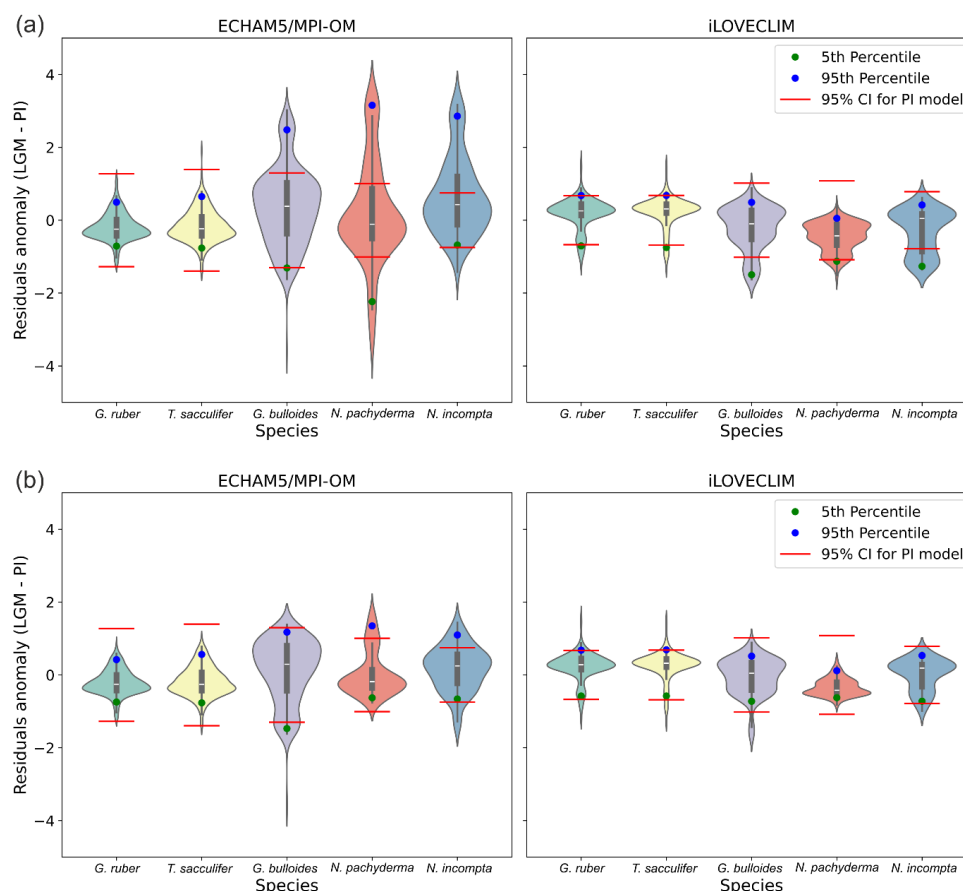 (a)
ECHAM5/MPI-OM
iLOVECLIM
Residuals anomaly (LGM - PI)
4
2
0
−2
−4
5th Percentile
95th Percentile
95% CI for PI model
G. ruber T. sacculifer G. bulloides N. pachyderma N. incompta
G. ruber T. sacculifer G. bulloides N. pachyderma N. incompta
Species
Species
(b)
ECHAM5/MPI-OM
iLOVECLIM
Residuals anomaly (LGM - PI)
4
2
0
−2
−4
5th Percentile
95th Percentile
95% CI for PI model
G. ruber T. sacculifer G. bulloides N. pachyderma N. incompta
G. ruber T. sacculifer G. bulloides N. pachyderma N. incompta
Species
Species